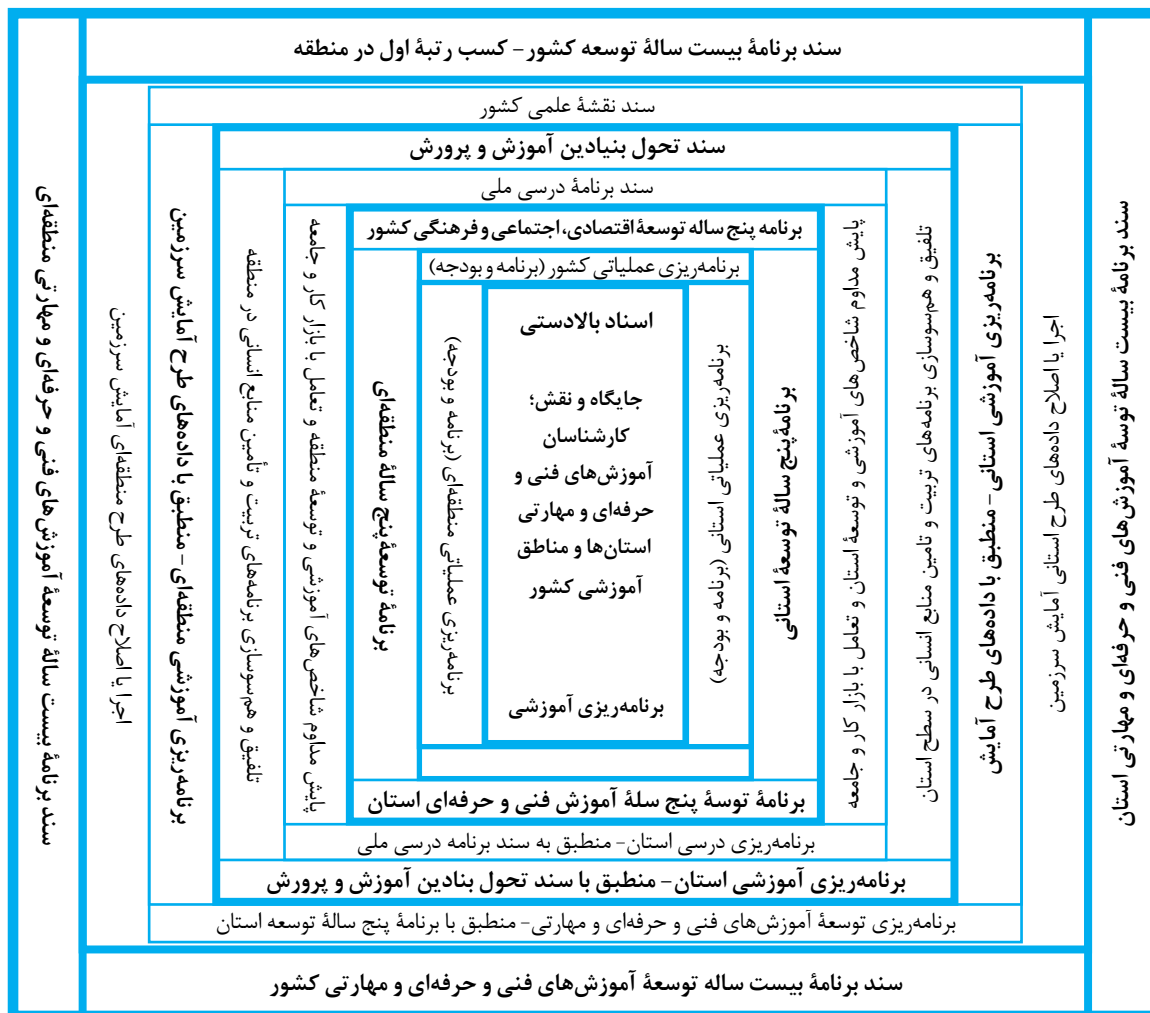 سند برنامهٔ بیست سالهٔ توسعه کشور - کسب رتبهٔ اول در منطقه
سند نقشهٔ علمی کشور
سند تحول بنیادین آموزش و پرورش
سند برنامهٔ درسی ملی
برنامه پنج ساله توسعهٔ اقتصادی، اجتماعی و فرهنگی کشور
برنامه‌ریزی عملیاتی کشور (برنامه و بودجه)
سند برنامهٔ بیست سالهٔ توسهٔ آموزش‌های فنی و حرفه‌ای و مهارتی استان
اجرا یا اصلاح داده‌های طرح استانی آمایش سرزمین
برنامه‌ریزی آموزشی استانی - منطبق با داده‌های طرح آمایش
تلفیق و هم‌سوسازی برنامه‌های تربیت و تامین منابع انسانی در سطح استان
پایش مداوم شاخص‌های آموزشی و توسعهٔ استان و تعامل با بازار کار و جامعه
برنامهٔ پنج سالهٔ توسعهٔ استانی
برنامه‌ریزی عملیاتی استانی (برنامه و بودجه)
اسناد بالادستی
جایگاه و نقش؛
کارشناسان
آموزش‌های فنی و
حرفه‌ای و مهارتی
استان‌ها و مناطق
آموزشی کشور
برنامه‌ریزی آموزشی
برنامه‌ریزی عملیاتی منطقه‌ای (برنامه و بودجه)
برنامهٔ توسعهٔ پنج سالهٔ منطقه‌ای
پایش مداوم شاخص‌های آموزشی و توسعهٔ منطقه و تعامل با بازار کار و جامعه
تلفیق و هم‌سوسازی برنامه‌های تربیت و تأمین منابع انسانی در منطقه
برنامه‌ریزی آموزشی منطقه‌ای - منطبق با داده‌های طرح آمایش سرزمین
اجرا یا اصلاح داده‌های طرح منطقه‌ای آمایش سرزمین
سند برنامهٔ بیست سالهٔ توسعهٔ آموزش‌های فنی و حرفه‌ای و مهارتی منطقه‌ای
برنامهٔ توسهٔ پنج سلهٔ آموزش فنی و حرفه‌ای استان
برنامه‌ریزی درسی استان - منطبق به سند برنامه درسی ملی
برنامه‌ریزی آموزشی استان - منطبق با سند تحول بنادین آموزش و پرورش
برنامه‌ریزی توسعهٔ آموزش‌های فنی و حرفه‌ای و مهارتی - منطبق با برنامهٔ پنج سالهٔ توسعه استان
سند برنامهٔ بیست ساله توسعهٔ آموزش‌های فنی و حرفه‌ای و مهارتی کشور